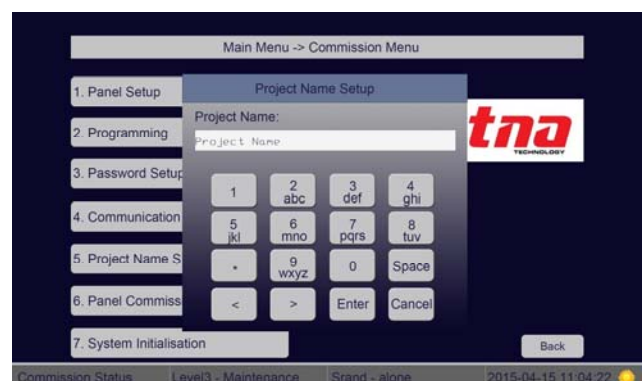 Main Menu -> Commission Menu
1. Panel Setup
Project Name Setup
Project Name:
Project Name
2. Programming
tna
TECHNOLOGY
3. Password Setup
1
2
abc
3
def
4
ghi
4. Communication
5
jkl
6
mno
7
pqrs
8
tuv
5. Project Name S
9
wxyz
0
Space
6. Panel Commiss
<
>
Enter
Cancel
7. System Initialisation
Back
Commission Status
Level3 - Maintenance
Srand - alone
2015-04-15 11:04:22